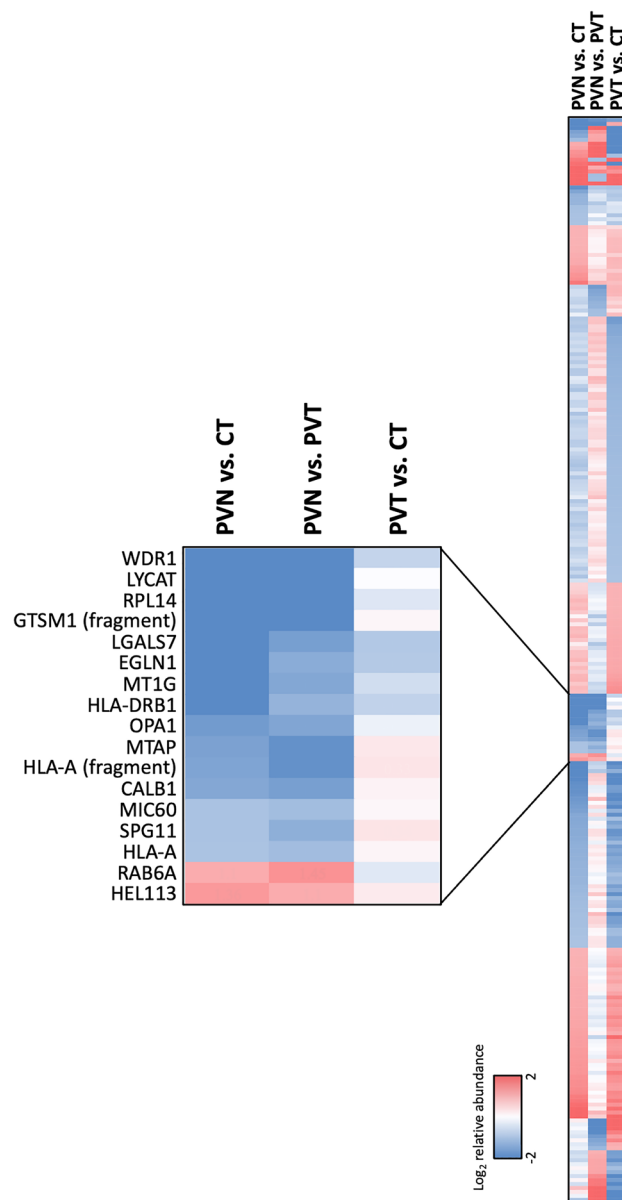 PVN vs. CT
PVN vs. PVT
PVT vs. CT
PVN vs. CT
PVN vs. PVT
PVT vs. CT
WDR1
LYCAT
RPL14
GTSM1 (fragment)
LGALS7
EGLN1
MT1G
HLA-DRB1
OPA1
MTAP
HLA-A (fragment)
CALB1
MIC60
SPG11
HLA-A
RAB6A
HEL113
Log2 relative abundance
2
-2